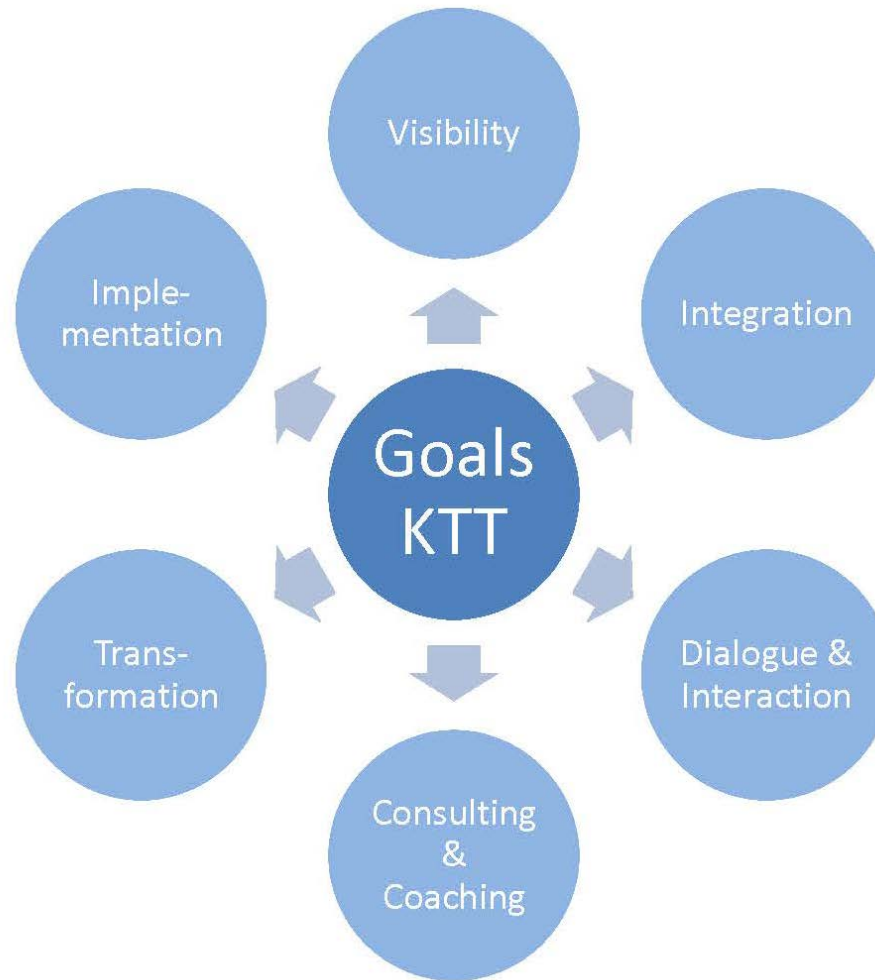 Visibility
Integration
Dialogue &
Interaction
Consulting
&
Coaching
Trans-
formation
Imple-
mentation
Goals
KTT